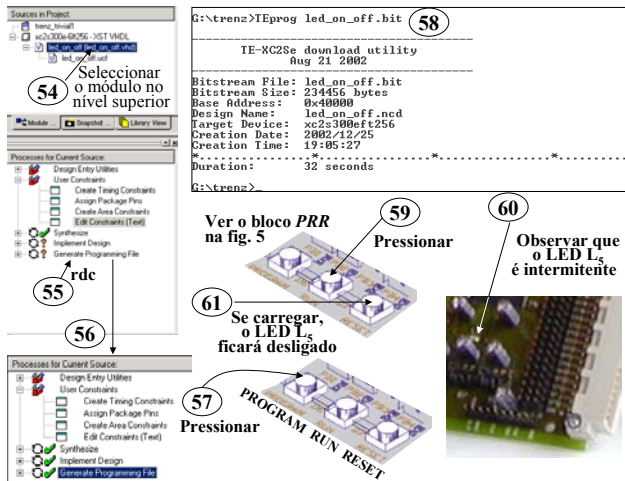 Sources in Project:
trenz_trivial1
xc2s300e-6ft256 -XST VHDL
led_on_off (led_on_off.vhd)
led_on_off.ucf
54
Seleccionar
o módulo no
nível superior
Module ...
Snapshot ...
Library View
Processes for Current Source:
Design Entry Utilities
User Constraints
Create Timing Constraints
Assign Package Pins
Create Area Constraints
Edit Constraints (Text)
Synthesize
Implement Design
Generate Programming File
55
rdc
56
Processes for Current Source:
Design Entry Utilities
User Constraints
Create Timing Constraints
Assign Package Pins
Create Area Constraints
Edit Constraints (Text)
Synthesize
Implement Design
Generate Programming File
G:\trenz>TEprog led_on_off.bit
58
TE-XC2Se download utility
Aug 21 2002
Bitstream File: led_on_off.bit
Bitstream Size: 234456 bytes
Base Address: 0x40000
Design Name: led_on_off.ncd
Target Device: xc2s300eft256
Creation Date: 2002/12/25
Creation Time: 19:05:27
*..............*..............*..............*..........
Duration: 32 seconds
G:\trenz>_
Ver o bloco PRR
na fig. 5
59
Pressionar
PROGRAM
RESET
61
Se carregar,
o LED L5
ficará desligado
57
Pressionar
PROGRAM RUN RESET
60
Observar que
o LED L5
é intermitente